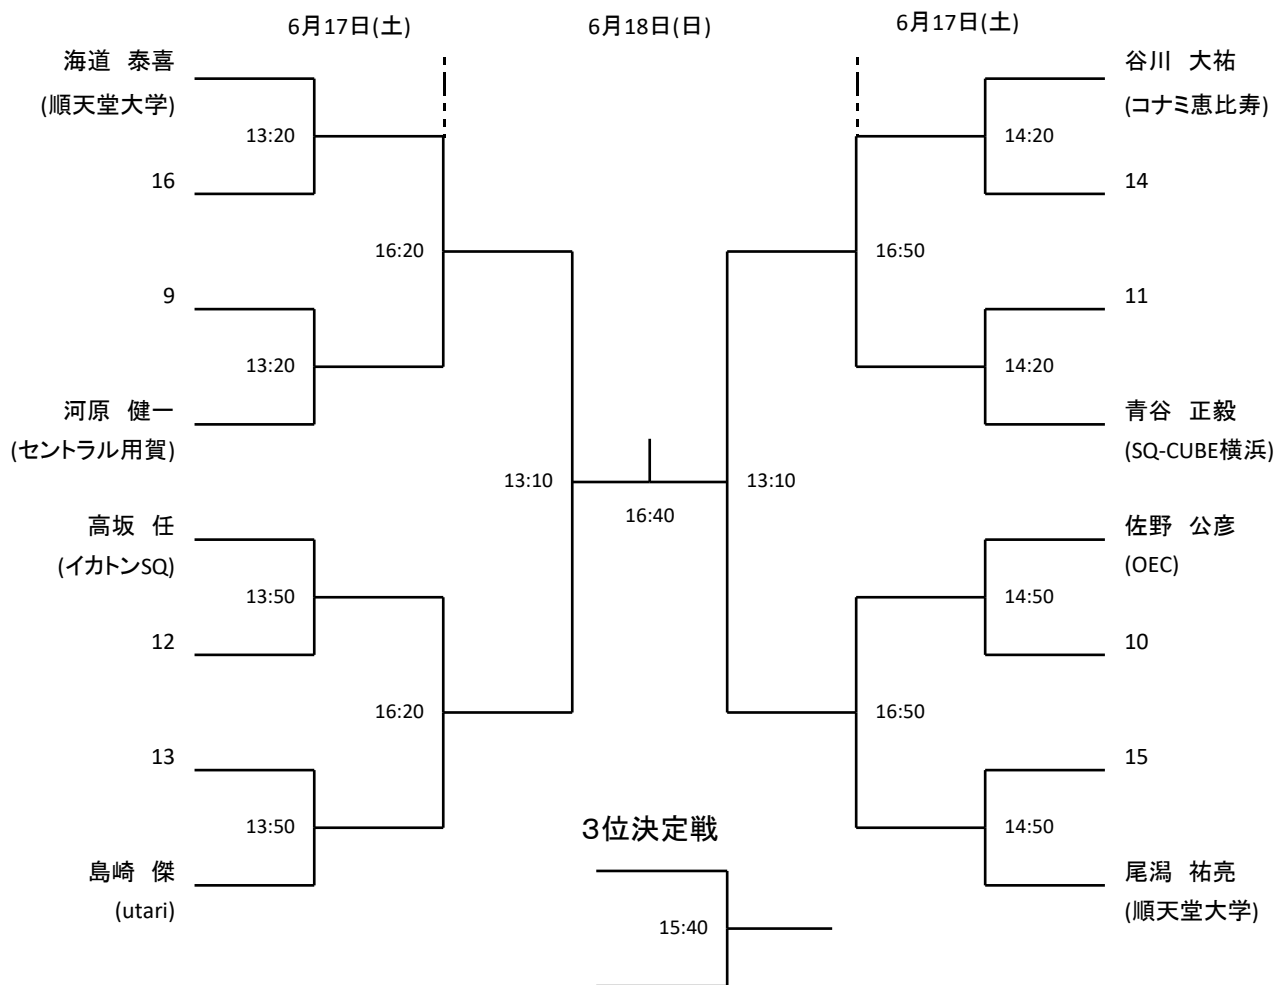 6月17日(土)
6月18日(日)
6月17日(土)
海道　泰喜
(順天堂大学)
13:20
16
16:20
9
13:20
河原　健一
(セントラル用賀)
13:10
高坂　任
(イカトンSQ)
13:50
12
16:20
13
13:50
島崎　傑
(utari)
16:40
谷川　大祐
(コナミ恵比寿)
14:20
14
16:50
11
14:20
青谷　正毅
(SQ-CUBE横浜)
13:10
佐野　公彦
(OEC)
14:50
10
16:50
15
14:50
尾潟　祐亮
(順天堂大学)
３位決定戦
15:40